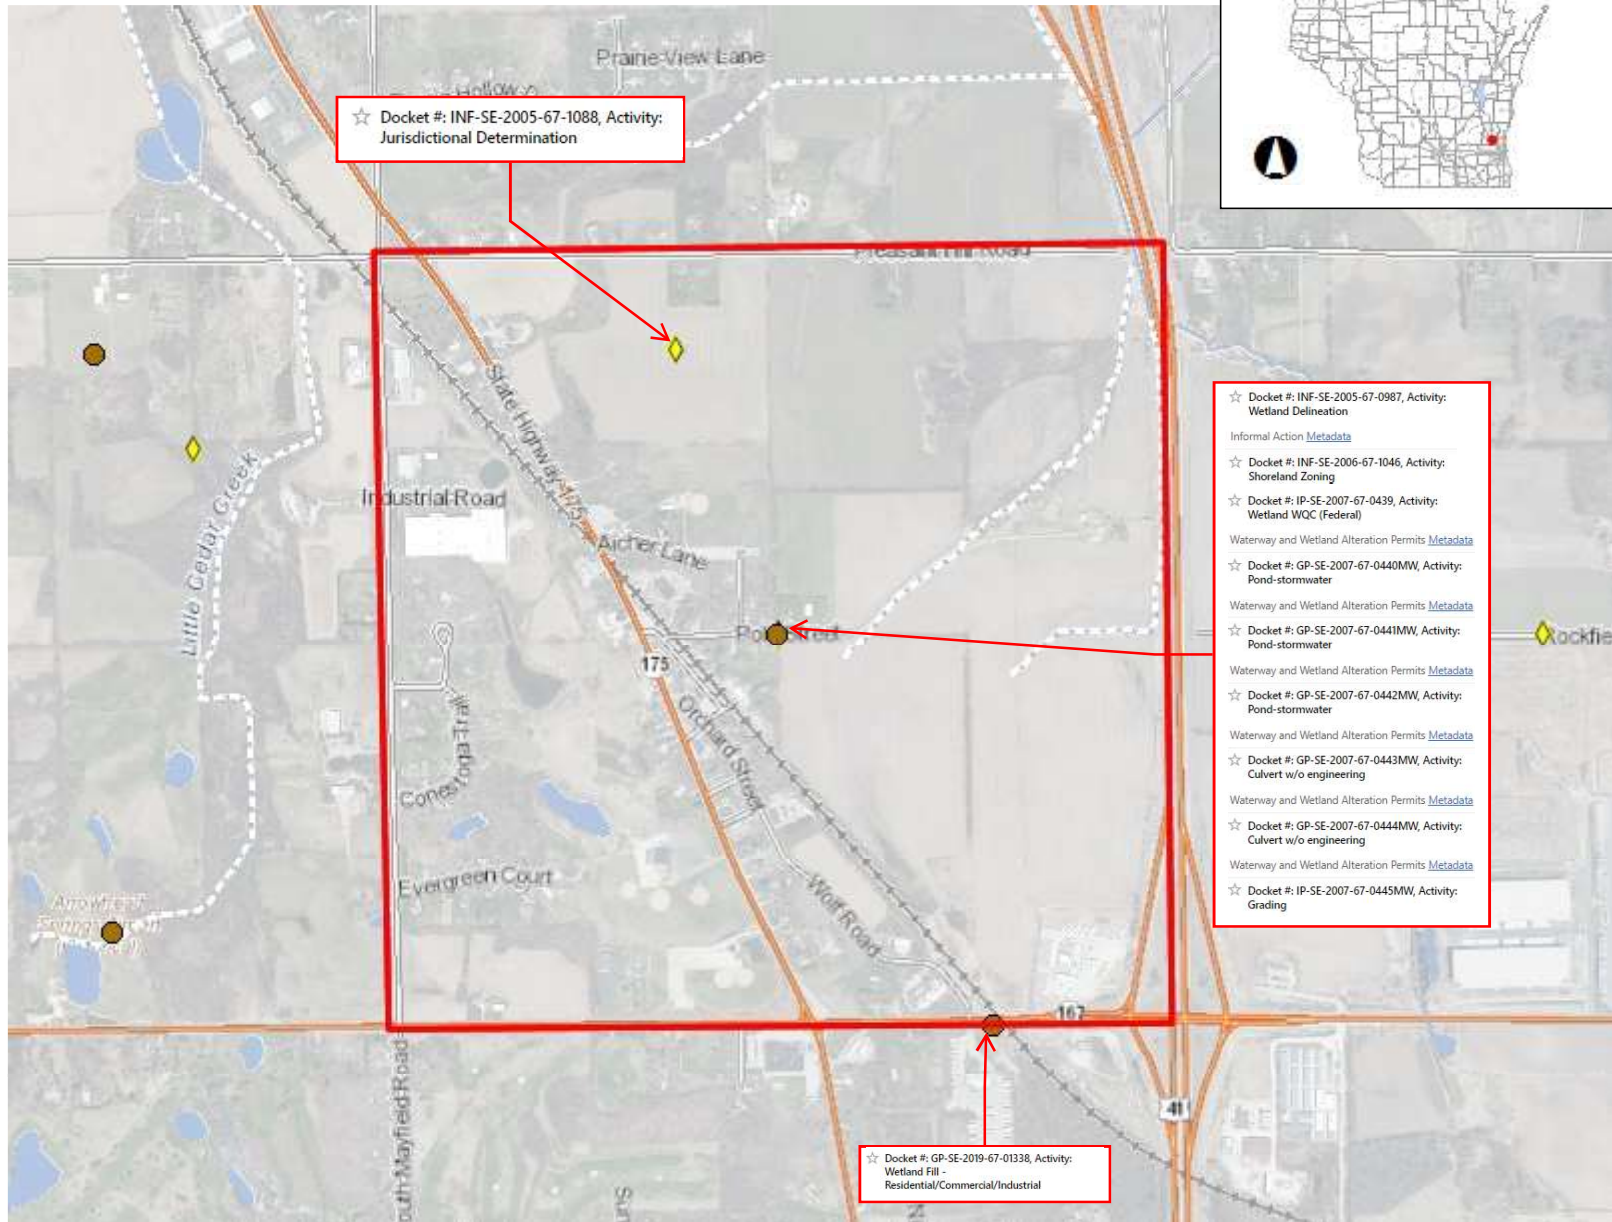 Prairie View Lane
☆ Docket #: INF-SE-2005-67-1088, Activity:
Jurisdictional Determination
Pleasant Hill Road
State Highway 175
Little Cedar Creek
Industrial Road
Aicher Lane
175
Orchard Street
Conestoga Trail
Evergreen Court
Wolf Road
☆ Docket #: INF-SE-2005-67-0987, Activity:
Wetland Delineation
Informal Action Metadata
☆ Docket #: INF-SE-2006-67-1046, Activity:
Shoreland Zoning
☆ Docket #: IP-SE-2007-67-0439, Activity:
Wetland WQC (Federal)
Waterway and Wetland Alteration Permits Metadata
☆ Docket #: GP-SE-2007-67-0440MW, Activity:
Pond-stormwater
Waterway and Wetland Alteration Permits Metadata
☆ Docket #: GP-SE-2007-67-0441MW, Activity:
Pond-stormwater
Waterway and Wetland Alteration Permits Metadata
☆ Docket #: GP-SE-2007-67-0442MW, Activity:
Pond-stormwater
Waterway and Wetland Alteration Permits Metadata
☆ Docket #: GP-SE-2007-67-0443MW, Activity:
Culvert w/o engineering
Waterway and Wetland Alteration Permits Metadata
☆ Docket #: GP-SE-2007-67-0444MW, Activity:
Culvert w/o engineering
Waterway and Wetland Alteration Permits Metadata
☆ Docket #: IP-SE-2007-67-0445MW, Activity:
Grading
Rockfie
167
41
outh Mayfield Road
☆ Docket #: GP-SE-2019-67-01338, Activity:
Wetland Fill -
Residential/Commercial/Industrial